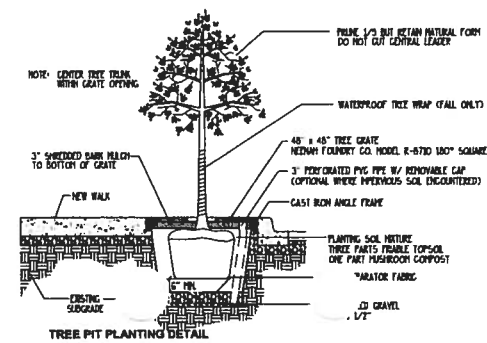 PRUNE 1/3 BUT RETAIN NATURAL FORM
DO NOT CUT CENTRAL LEADER
NOTE: CENTER TREE TRUNK
WITHIN GRATE OPENING
WATERPROOF TREE WRAP (FALL ONLY)
48" x 48" TREE GRATE
NEENAH FOUNDRY CO. MODEL R-8710 180° SQUARE
3" SHREDDED BARK MULCH
TO BOTTOM OF GRATE
3" PERFORATED PVC PIPE W/ REMOVABLE CAP
(OPTIONAL WHERE IMPERVIOUS SOIL ENCOUNTERED)
NEW WALK
CAST IRON ANGLE FRAME
PLANTING SOIL MIXTURE
THREE PARTS FRIABLE TOPSOIL
ONE PART MUSHROOM COMPOST
6" MIN.
FABRIC
EXISTING
SUBGRADE
GRAVEL
1/2"
TREE PIT PLANTING DETAIL